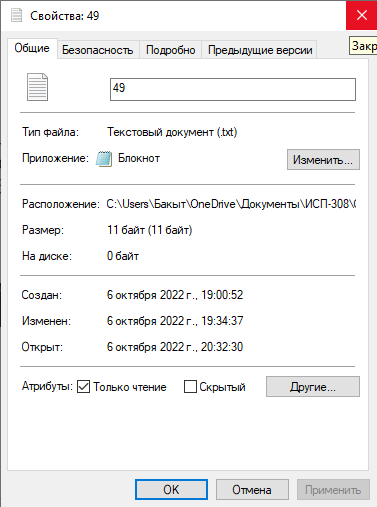 Свойства: 49
Закр
Общие Безопасность Подробно Предыдущие версии
49
Тип файла: Текстовый документ (.txt)
Приложение: Блокнот Изменить...
Расположение: C:\Users\Бакыт\OneDrive\Документы\ИСП-308\
Размер: 11 байт (11 байт)
На диске: 0 байт
Создан: 6 октября 2022 г., 19:00:52
Изменен: 6 октября 2022 г., 19:34:37
Открыт: 6 октября 2022 г., 20:32:30
Атрибуты: Только чтение Скрытый Другие...
OK Отмена Применить